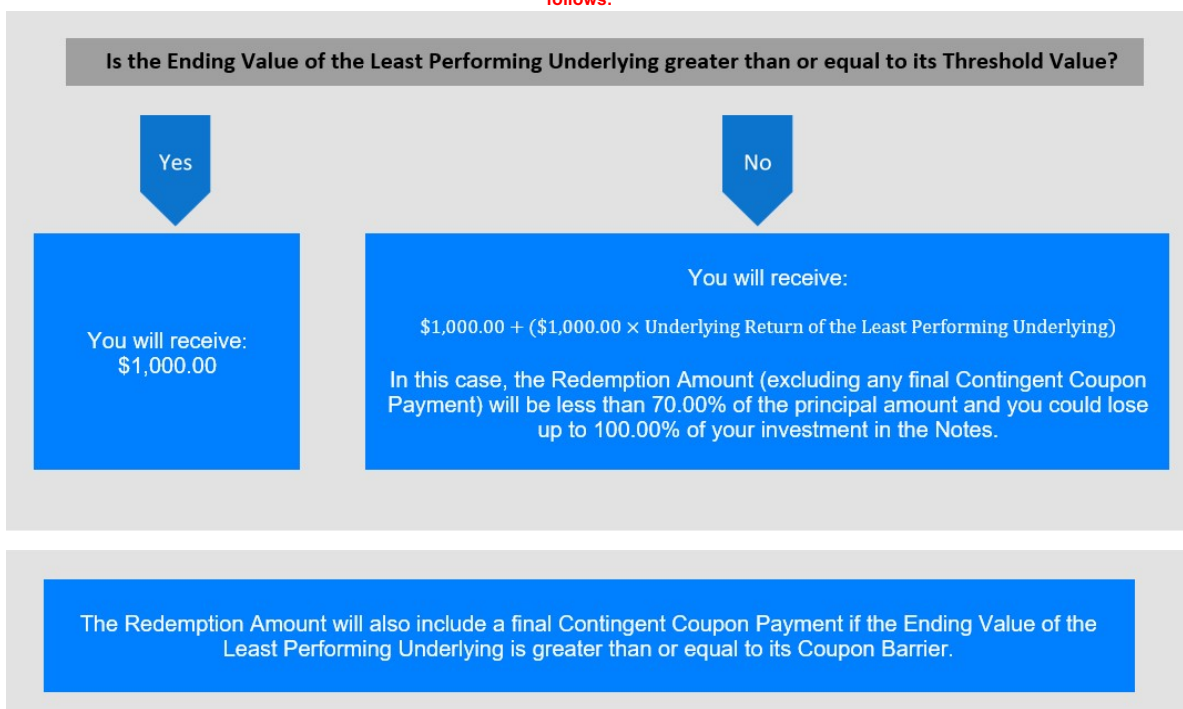 follows:
Is the Ending Value of the Least Performing Underlying greater than or equal to its Threshold Value?
Yes
No
You will receive:
$1,000.00
You will receive:
$1,000.00 + ($1,000.00 × Underlying Return of the Least Performing Underlying)
In this case, the Redemption Amount (excluding any final Contingent Coupon
Payment) will be less than 70.00% of the principal amount and you could lose
up to 100.00% of your investment in the Notes.
The Redemption Amount will also include a final Contingent Coupon Payment if the Ending Value of the
Least Performing Underlying is greater than or equal to its Coupon Barrier.